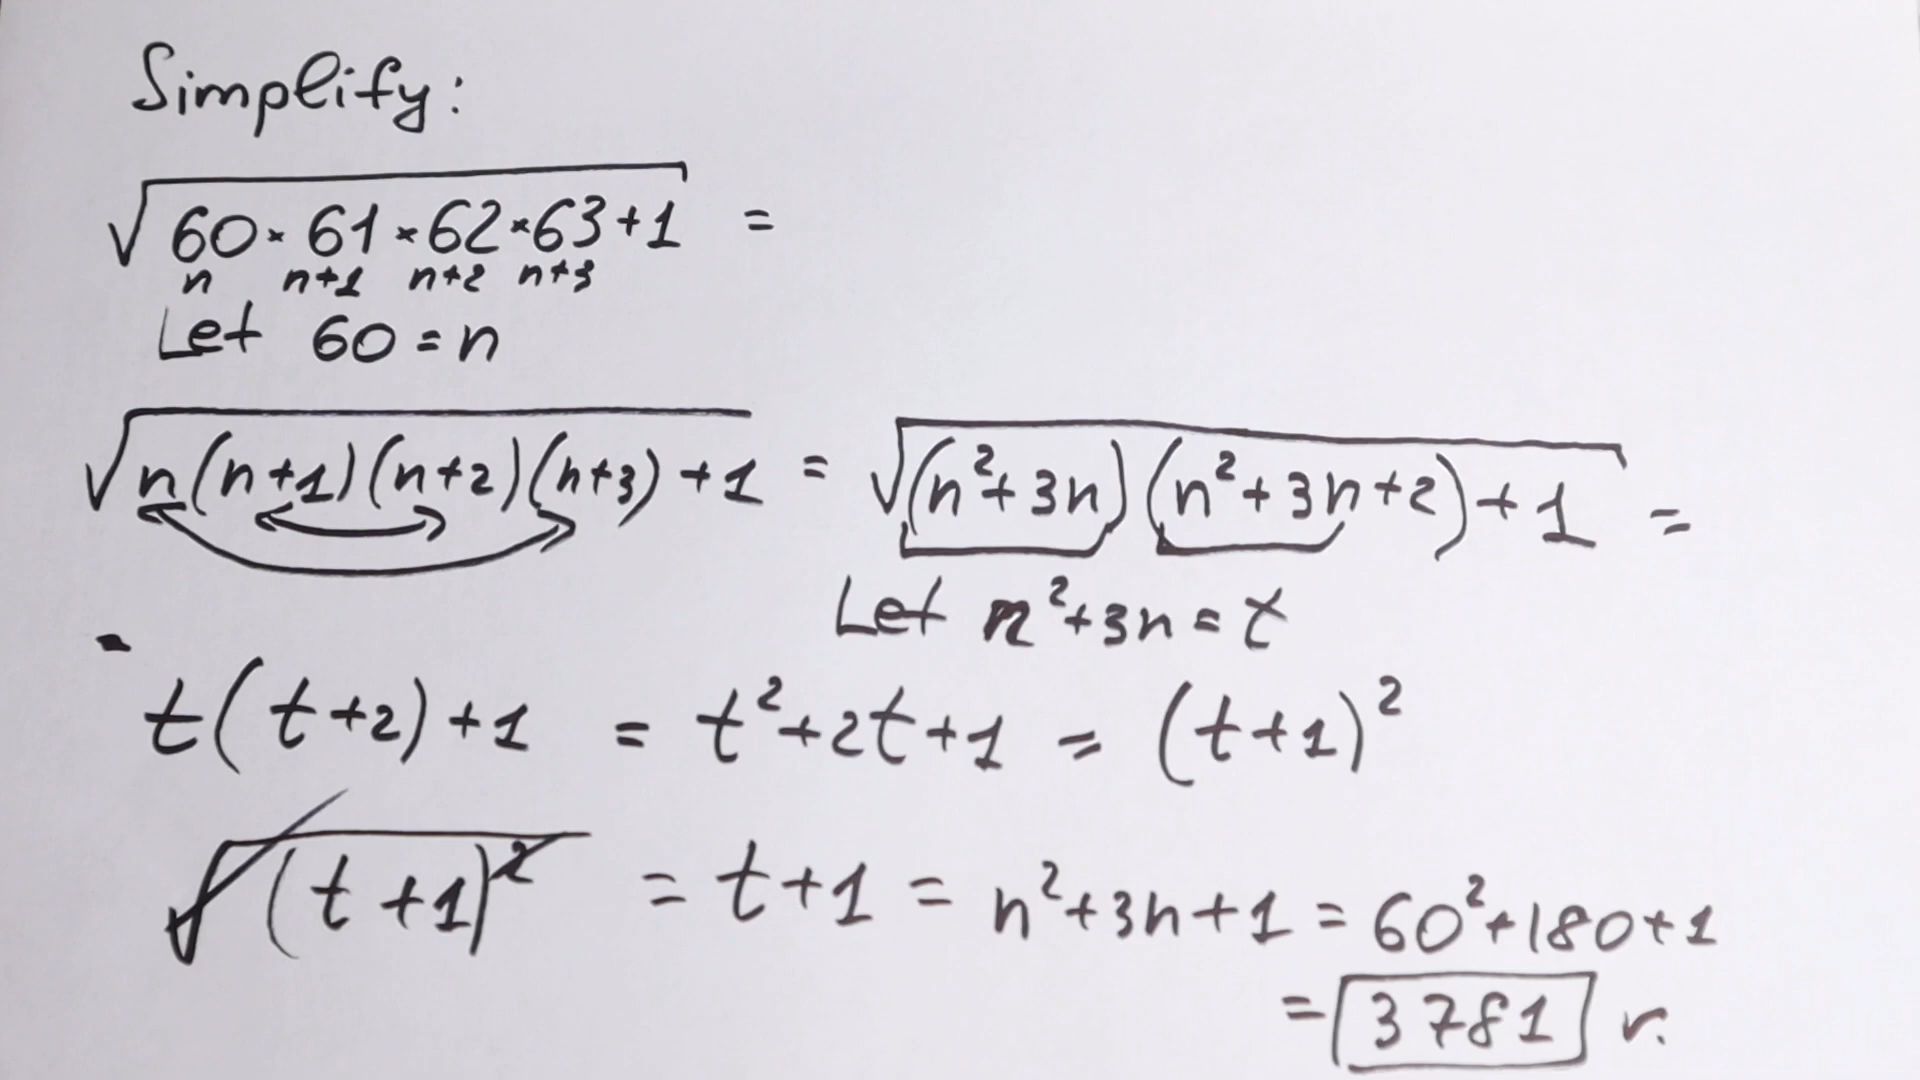 Simplify:
√60×61×62×63+1 =
n n+1 n+2 n+3
Let 60=n
√n(n+1)(n+2)(n+3)+1 = √(n²+3n)(n²+3n+2)+1 =
Let n²+3n=t
t(t+2)+1 = t²+2t+1 = (t+1)²
√(t+1)² = t+1 = n²+3n+1 = 60²+180+1
= 3781